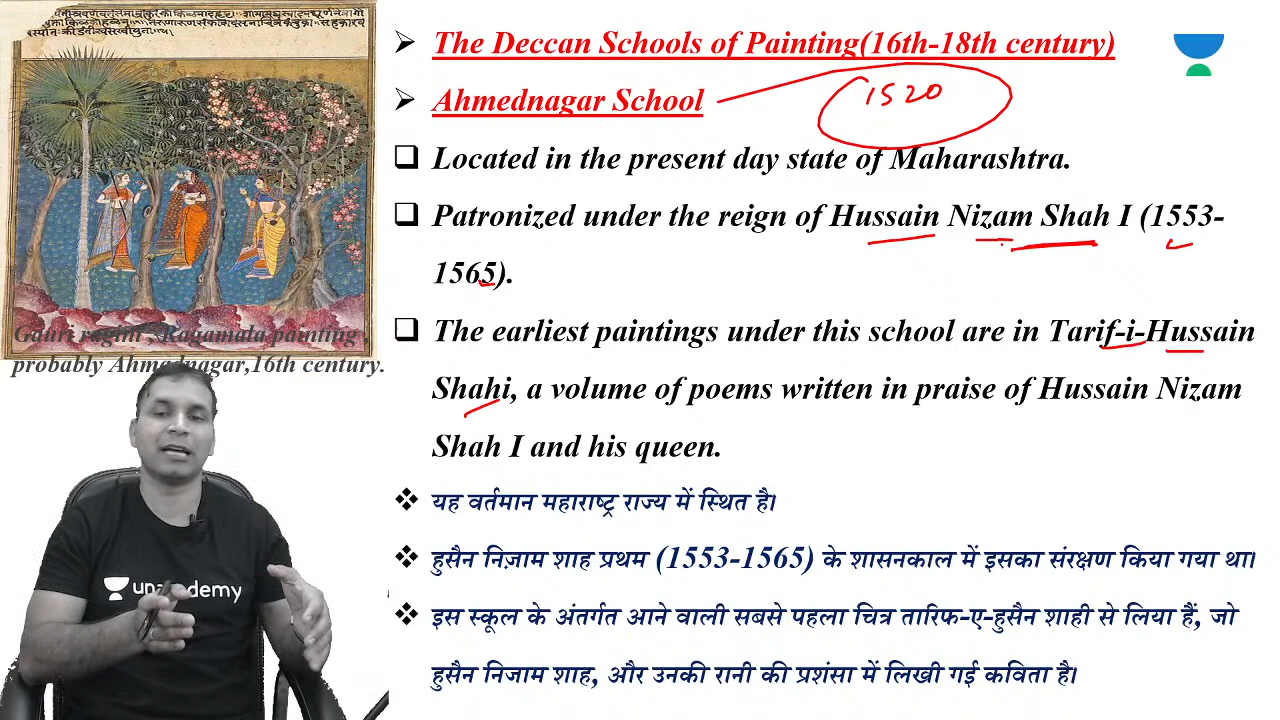 The Deccan Schools of Painting(16th-18th century)
Ahmednagar School
1520
Located in the present day state of Maharashtra.
Patronized under the reign of Hussain Nizam Shah I (1553-
1565).
The earliest paintings under this school are in Tarif-i-Hussain
Shahi, a volume of poems written in praise of Hussain Nizam
Shah I and his queen.
Gauri ragini , Ragamala painting
probably Ahmednagar,16th century.
यह वर्तमान महाराष्ट्र राज्य में स्थित है।
हुसैन निज़ाम शाह प्रथम (1553-1565) के शासनकाल में इसका संरक्षण किया गया था।
इस स्कूल के अंतर्गत आने वाली सबसे पहला चित्र तारिफ-ए-हुसैन शाही से लिया हैं, जो
हुसैन निजाम शाह, और उनकी रानी की प्रशंसा में लिखी गई कविता है।
unacademy